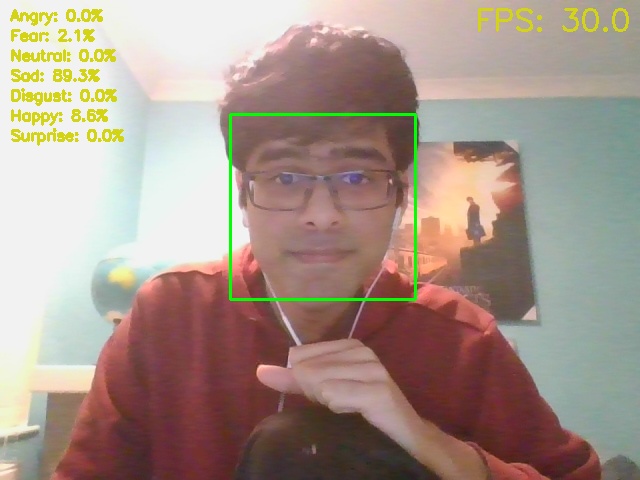 Angry: 0.0%
Fear: 2.1%
Neutral: 0.0%
Sad: 89.3%
Disgust: 0.0%
Happy: 8.6%
Surprise: 0.0%
FPS: 30.0